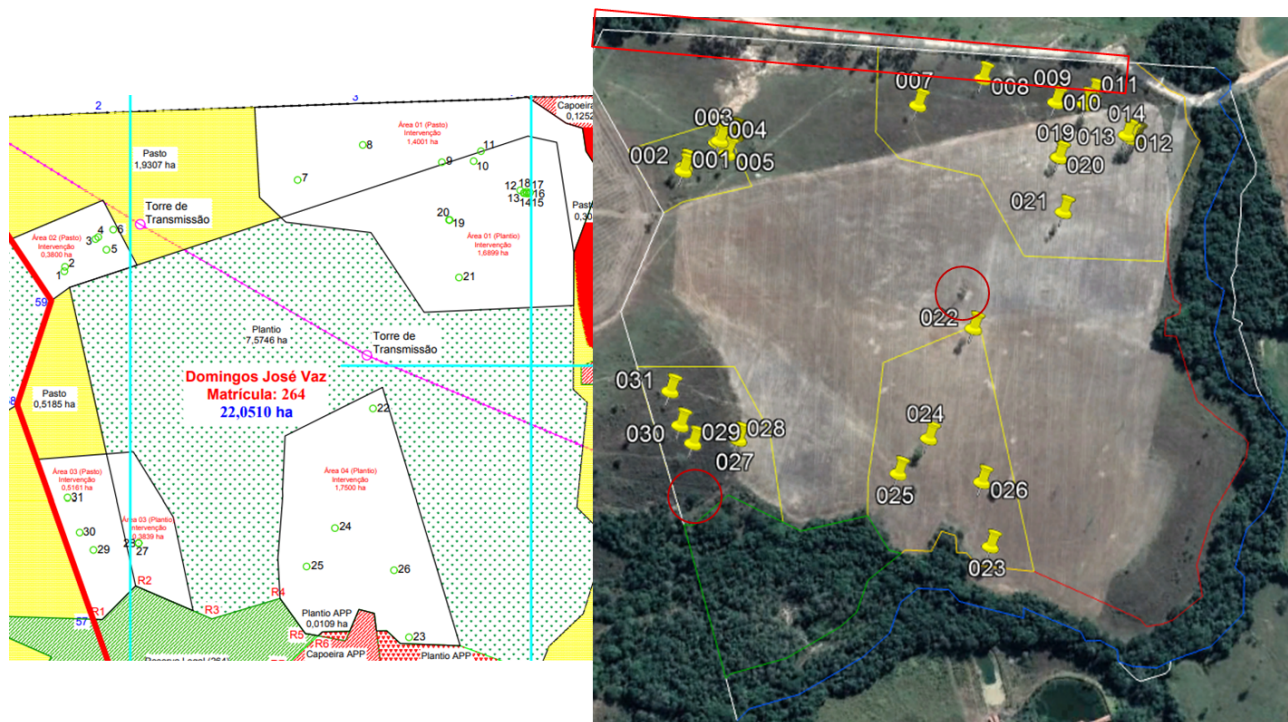 2
3
Capoeira
0,1252
Área 01 (Pasto)
Intervenção
1,4001 ha
Pasto
1,9307 ha
8
11
9
10
7
12
18
17
13
16
14
15
Pasto
0,30
Torre de
Transmissão
20
19
4
6
3
Área 02 (Pasto)
Intervenção
0,3600 ha
5
2
1
Área 01 (Plantio)
Intervenção
1,6899 ha
21
59
Plantio
7,5746 ha
Torre de
Transmissão
Domingos José Vaz
Matrícula: 264
22,0510 ha
Pasto
0,5185 ha
8
22
Área 03 (Pasto)
Intervenção
0,5161 ha
31
Área 04 (Plantio)
Intervenção
1,7500 ha
30
Área 03 (Plantio)
Intervenção
0,3839 ha
24
29
28
27
25
26
R2
R4
R1
R3
57
Plantio APP
0,0109 ha
R5
R6
23
Capoeira APP
Plantio APP
Reserva Legal (264)
007
008
009
011
010
014
003
004
019
013
012
002
001
005
020
021
022
031
030
029
028
027
024
025
026
023